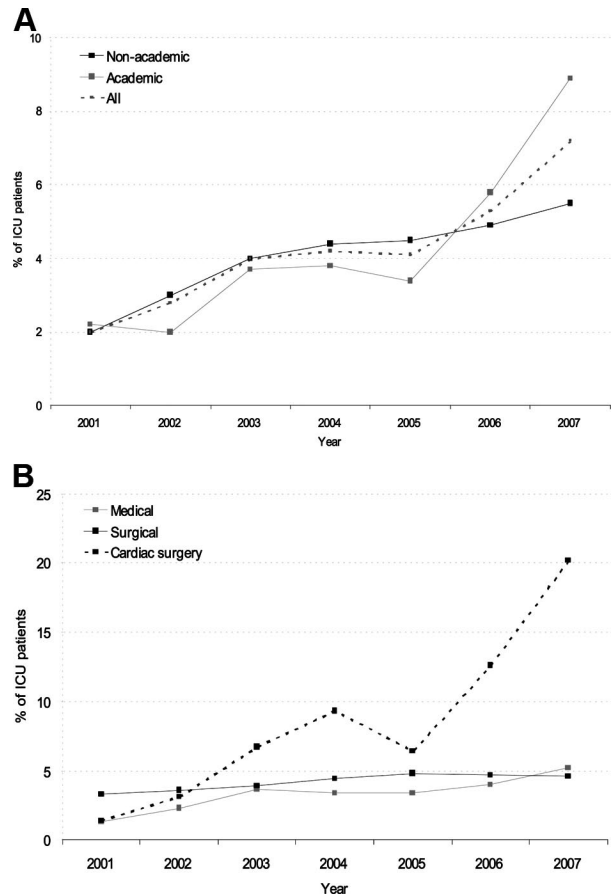 A
10
Non-academic
Academic
All
8
6
4
2
0
% of ICU patients
2001 2002 2003 2004 2005 2006 2007
Year
B
25
Medical
Surgical
Cardiac surgery
20
15
10
5
0
% of ICU patients
2001 2002 2003 2004 2005 2006 2007
Year